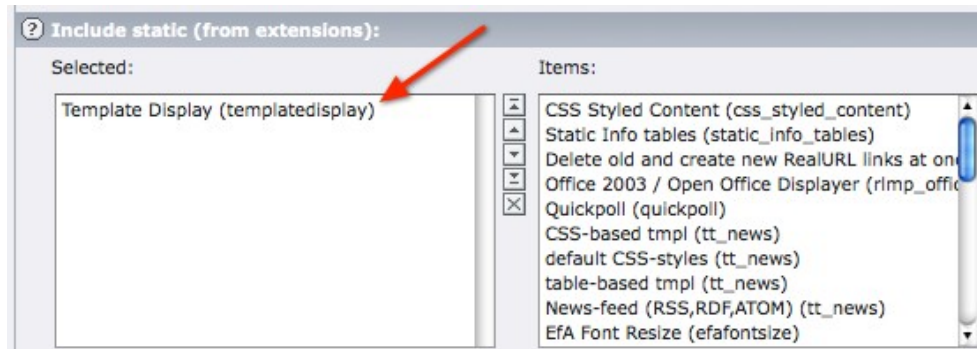 Include static (from extensions):
Selected:
Items:
Template Display (templatedisplay)
CSS Styled Content (css_styled_content)
Static Info tables (static_info_tables)
Delete old and create new RealURL links at
Office 2003 / Open Office Displayer
Quickpoll (quickpoll)
CSS-based tmpl (tt_news)
default CSS-styles (tt_news)
table-based tmpl (tt_news)
News-feed (RSS,RDF,ATOM) (tt_news)
EfA Font Resize (efafontsize)